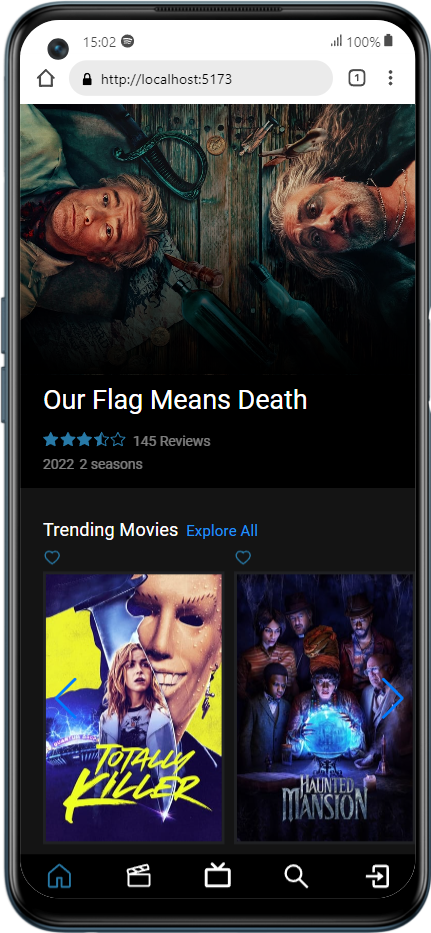 15:02 100%
http://localhost:5173 1
Our Flag Means Death
145 Reviews
2022 2 seasons
Trending Movies Explore All
TOTALLY
KILLER
HAUNTED
MANSION